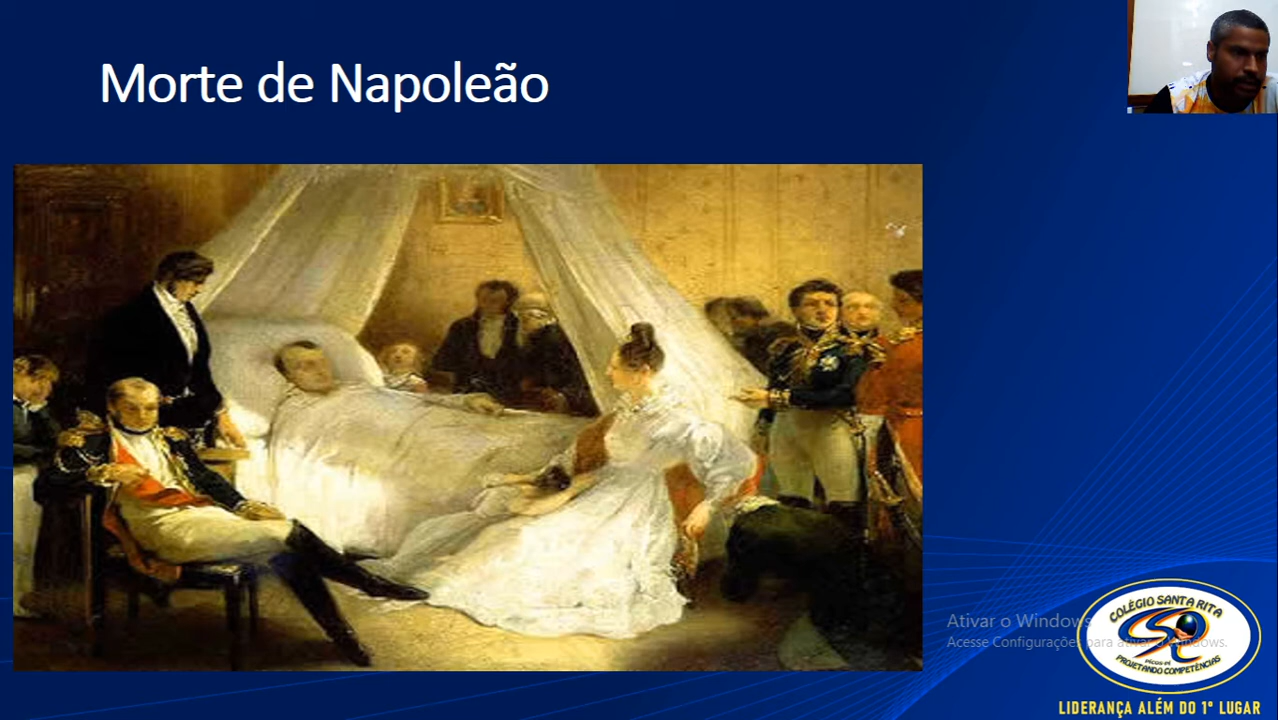 Morte de Napoleão
Ativar o Windows
Acesse Configurações para ativar o Windows.
COLÉGIO SANTA RITA
PROJETANDO COMPETÊNCIAS
LIDERANÇA ALÉM DO 1º LUGAR